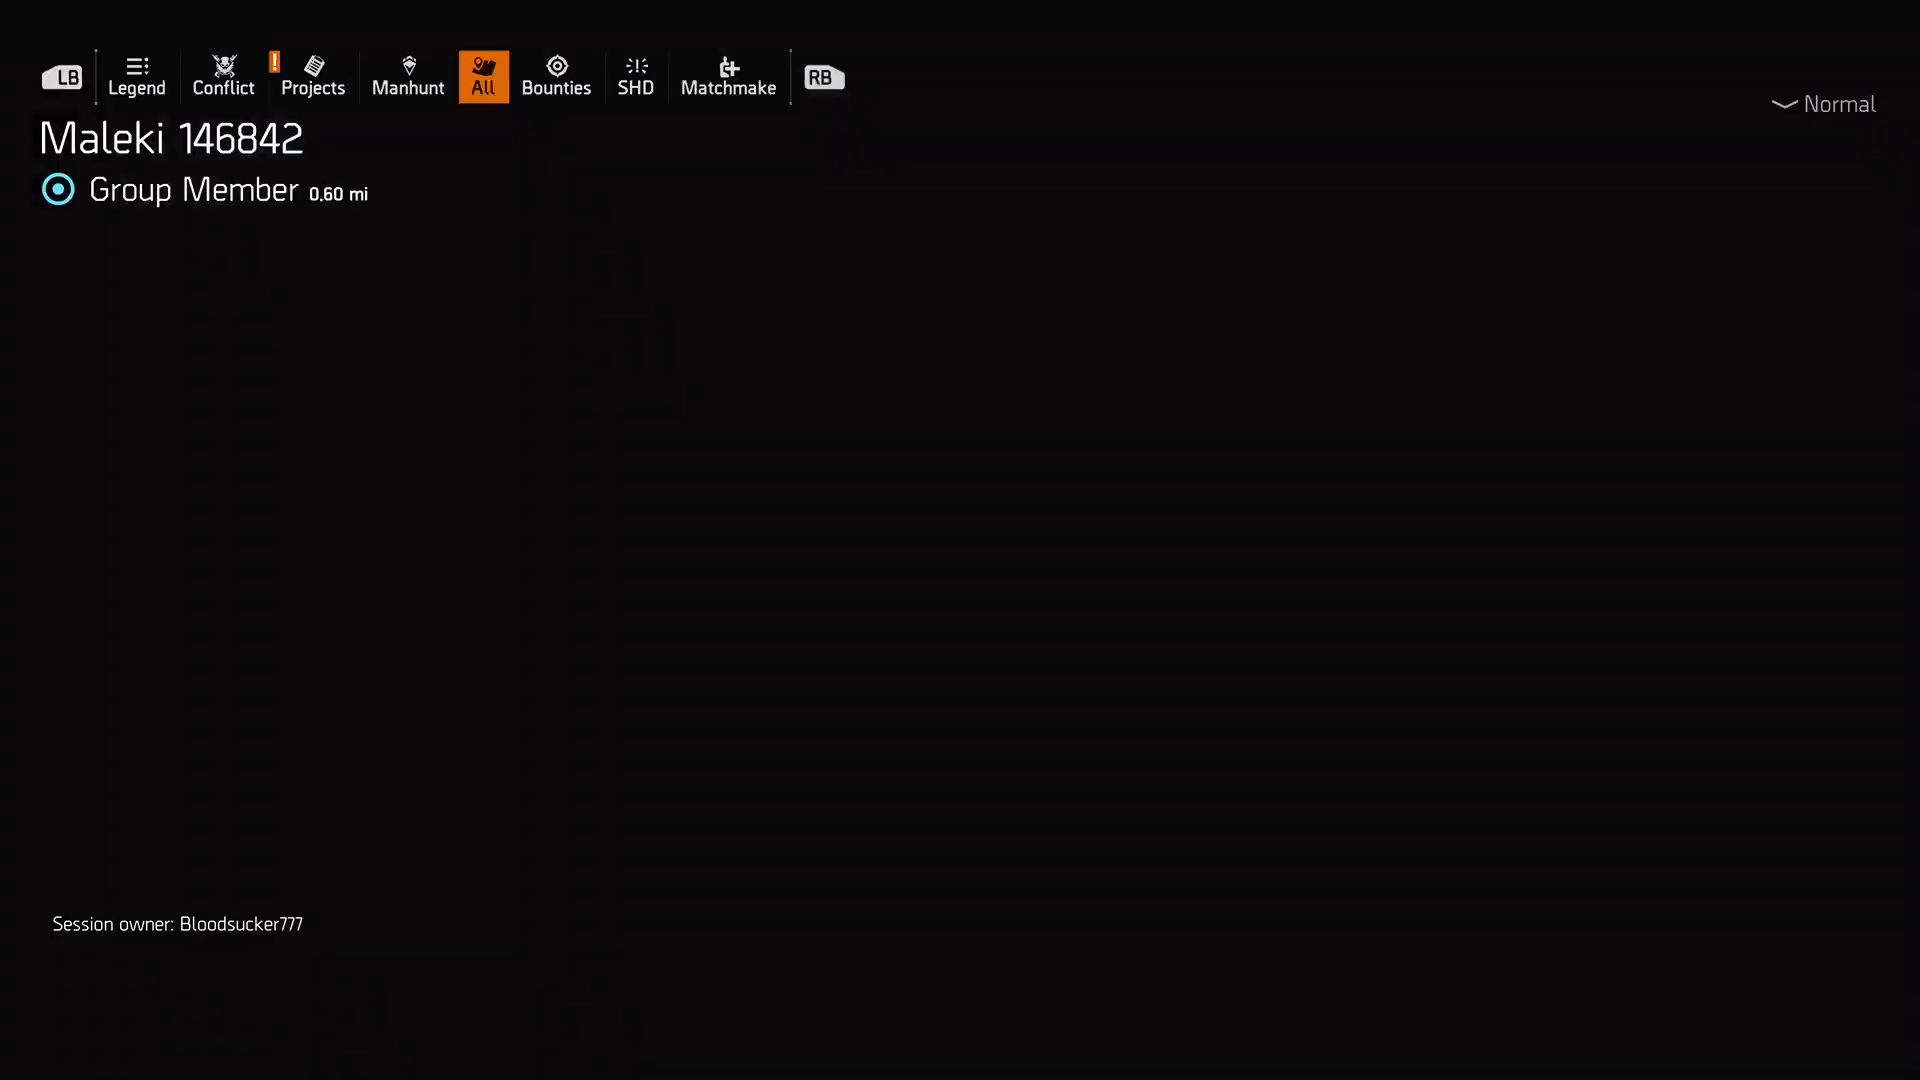 LB Legend Conflict ! Projects Manhunt All Bounties SHD Matchmake RB
Normal
Maleki 146842
Group Member 0.60 mi
Session owner: Bloodsucker777